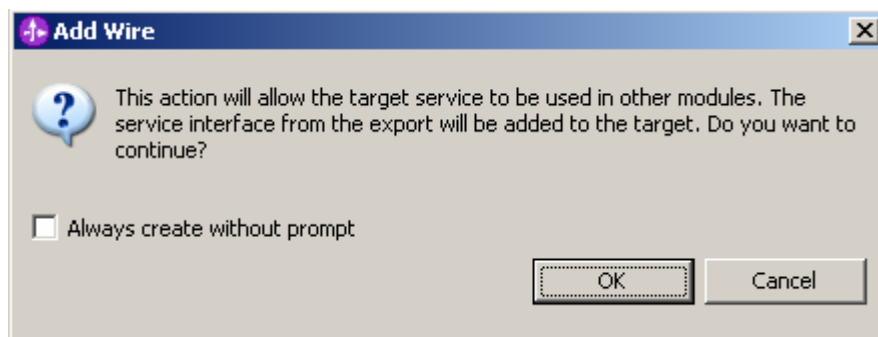 Add Wire
This action will allow the target service to be used in other modules. The
service interface from the export will be added to the target. Do you want to
continue?
Always create without prompt
OK
Cancel